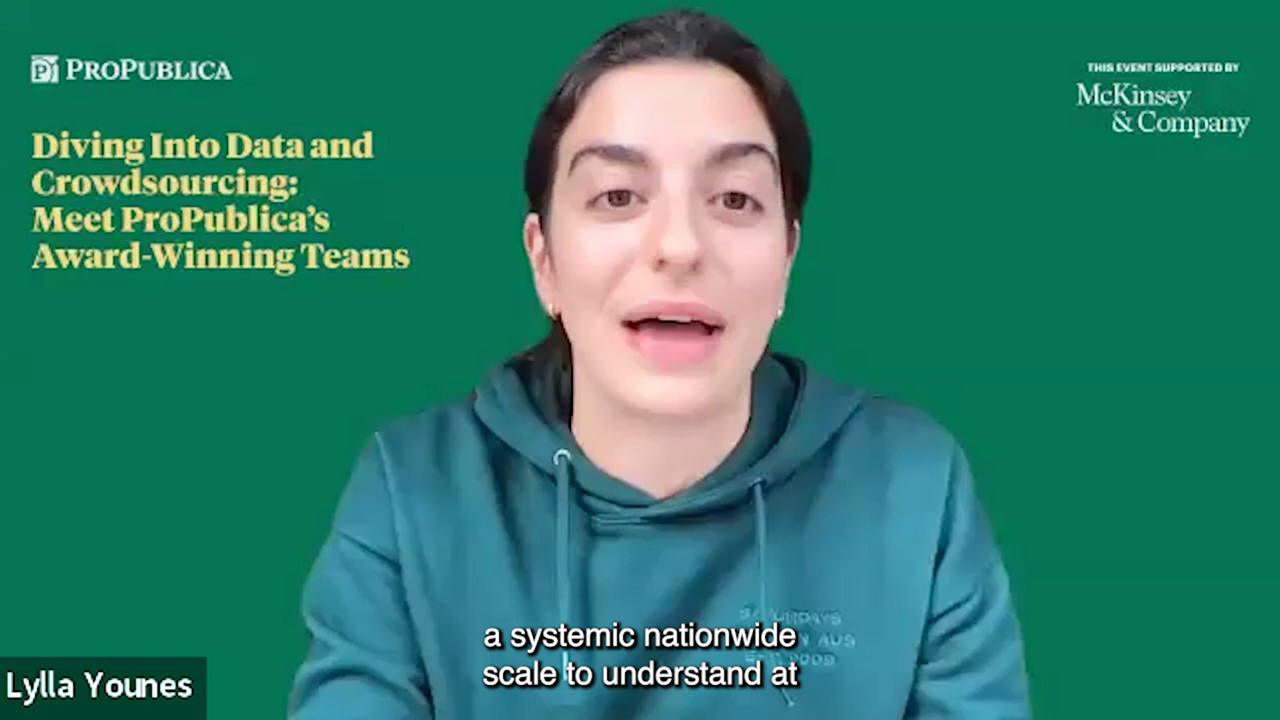 PROPUBLICA
Diving Into Data and
Crowdsourcing:
Meet ProPublica's
Award-Winning Teams
THIS EVENT SUPPORTED BY
McKinsey
& Company
a systemic nationwide
scale to understand at
Lylla Younes